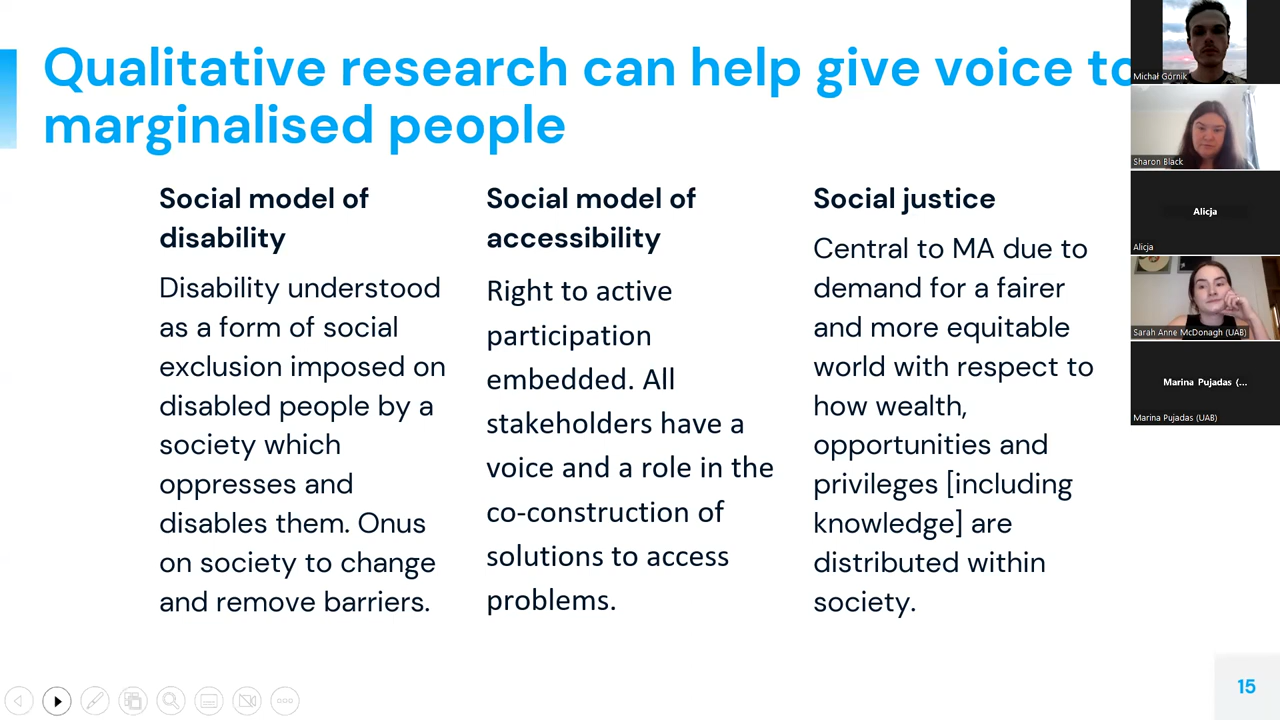 Qualitative research can help give voice to
marginalised people
Social model of
disability
Disability understood
as a form of social
exclusion imposed on
disabled people by a
society which
oppresses and
disables them. Onus
on society to change
and remove barriers.
Social model of
accessibility
Right to active
participation
embedded. All
stakeholders have a
voice and a role in the
co-construction of
solutions to access
problems.
Social justice
Central to MA due to
demand for a fairer
and more equitable
world with respect to
how wealth,
opportunities and
privileges [including
knowledge] are
distributed within
society.
15
Michał Górnik
Sharon Black
Alicja
Alicja
Sarah Anne McDonagh (UAB)
Marina Pujadas (...
Marina Pujadas (UAB)